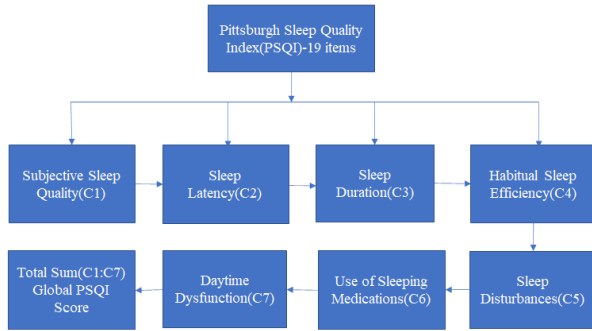 Pittsburgh Sleep Quality
Index(PSQI)-19 items
Subjective Sleep
Quality(C1)
Sleep
Latency(C2)
Sleep
Duration(C3)
Habitual Sleep
Efficiency(C4)
Total Sum(C1:C7)
Global PSQI
Score
Daytime
Dysfunction(C7)
Use of Sleeping
Medications(C6)
Sleep
Disturbances(C5)